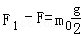 F₁ − F = m₀ g/2